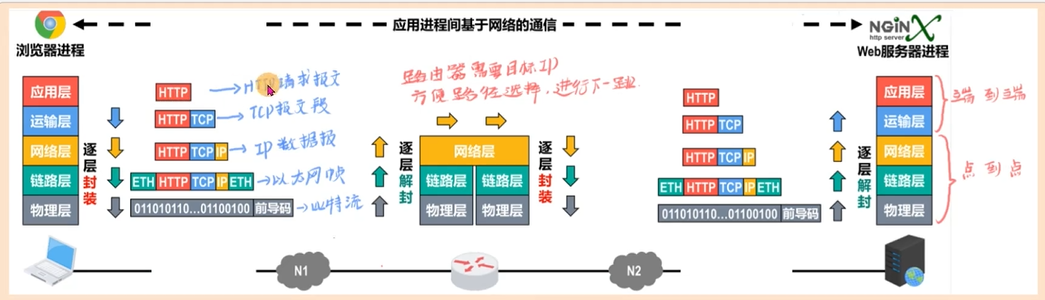 应用进程间基于网络的通信
浏览器进程
NGINX
http server
Web服务器进程
路由器需要目标IP
方便路径选择，进行下一跳
应用层
运输层
网络层
链路层
物理层
逐层封装
HTTP
HTTP请求报文
HTTP TCP
TCP报文段
HTTP TCP IP
IP数据报
ETH HTTP TCP IP ETH
以太网帧
011010110...01100100 前导码
比特流
逐层解封
网络层
链路层 链路层
物理层 物理层
逐层封装
HTTP
HTTP TCP
HTTP TCP IP
ETH HTTP TCP IP ETH
011010110...01100100 前导码
逐层解封
应用层
运输层
网络层
链路层
物理层
端到端
点到点
N1
N2